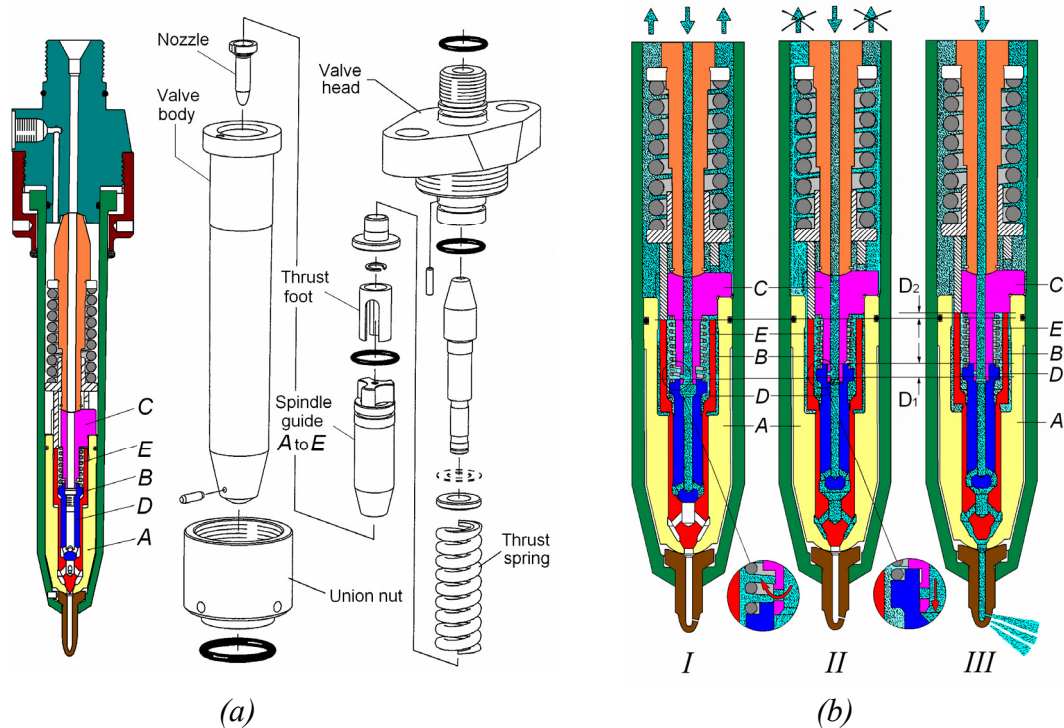 Nozzle
Valve
body
Valve
head
Thrust
foot
Spindle
guide
A to E
Thrust
spring
Union nut
C
E
B
D
A
(a)
C
E
B
D
A
D₂
D₁
C
E
B
D
A
I
II
III
(b)